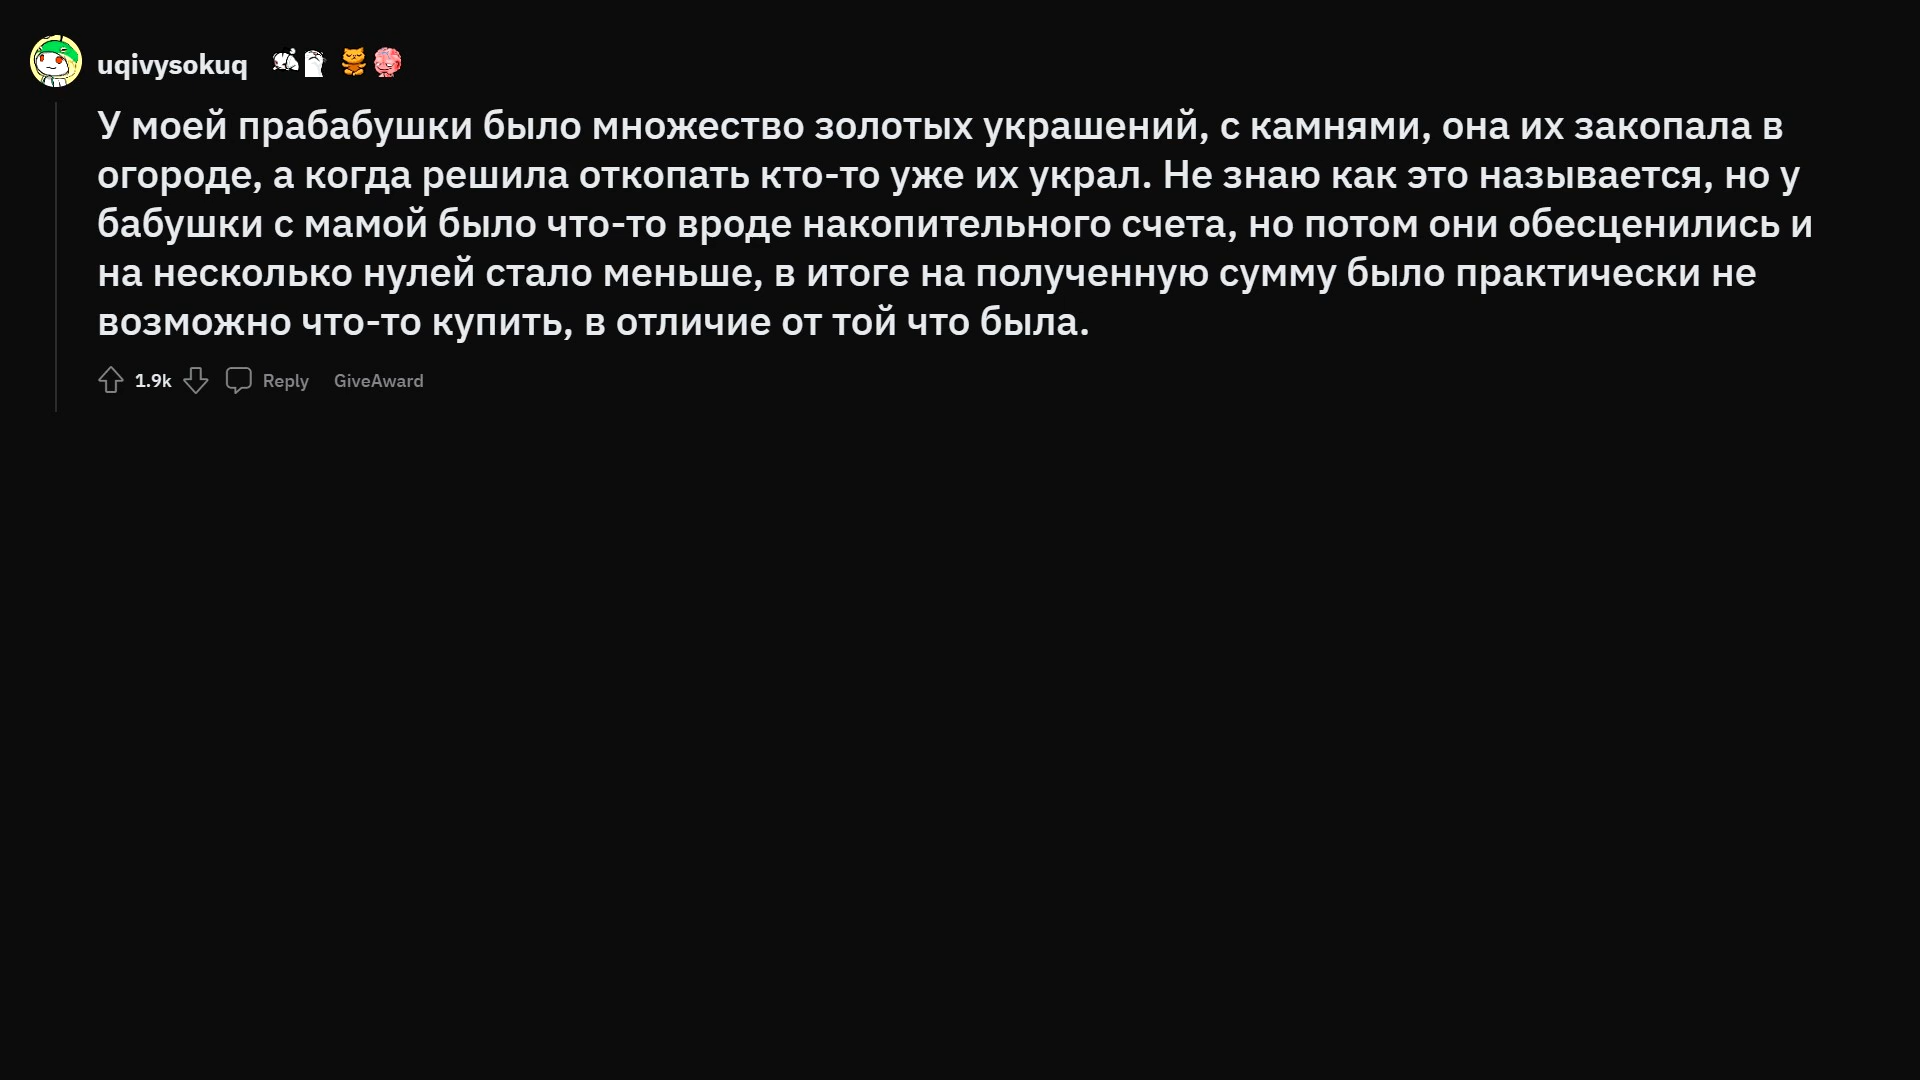 uqivysokuq
У моей прабабушки было множество золотых украшений, с камнями, она их закопала в
огороде, а когда решила откопать кто-то уже их украл. Не знаю как это называется, но у
бабушки с мамой было что-то вроде накопительного счета, но потом они обесценились и
на несколько нулей стало меньше, в итоге на полученную сумму было практически не
возможно что-то купить, в отличие от той что была.
1.9k Reply GiveAward